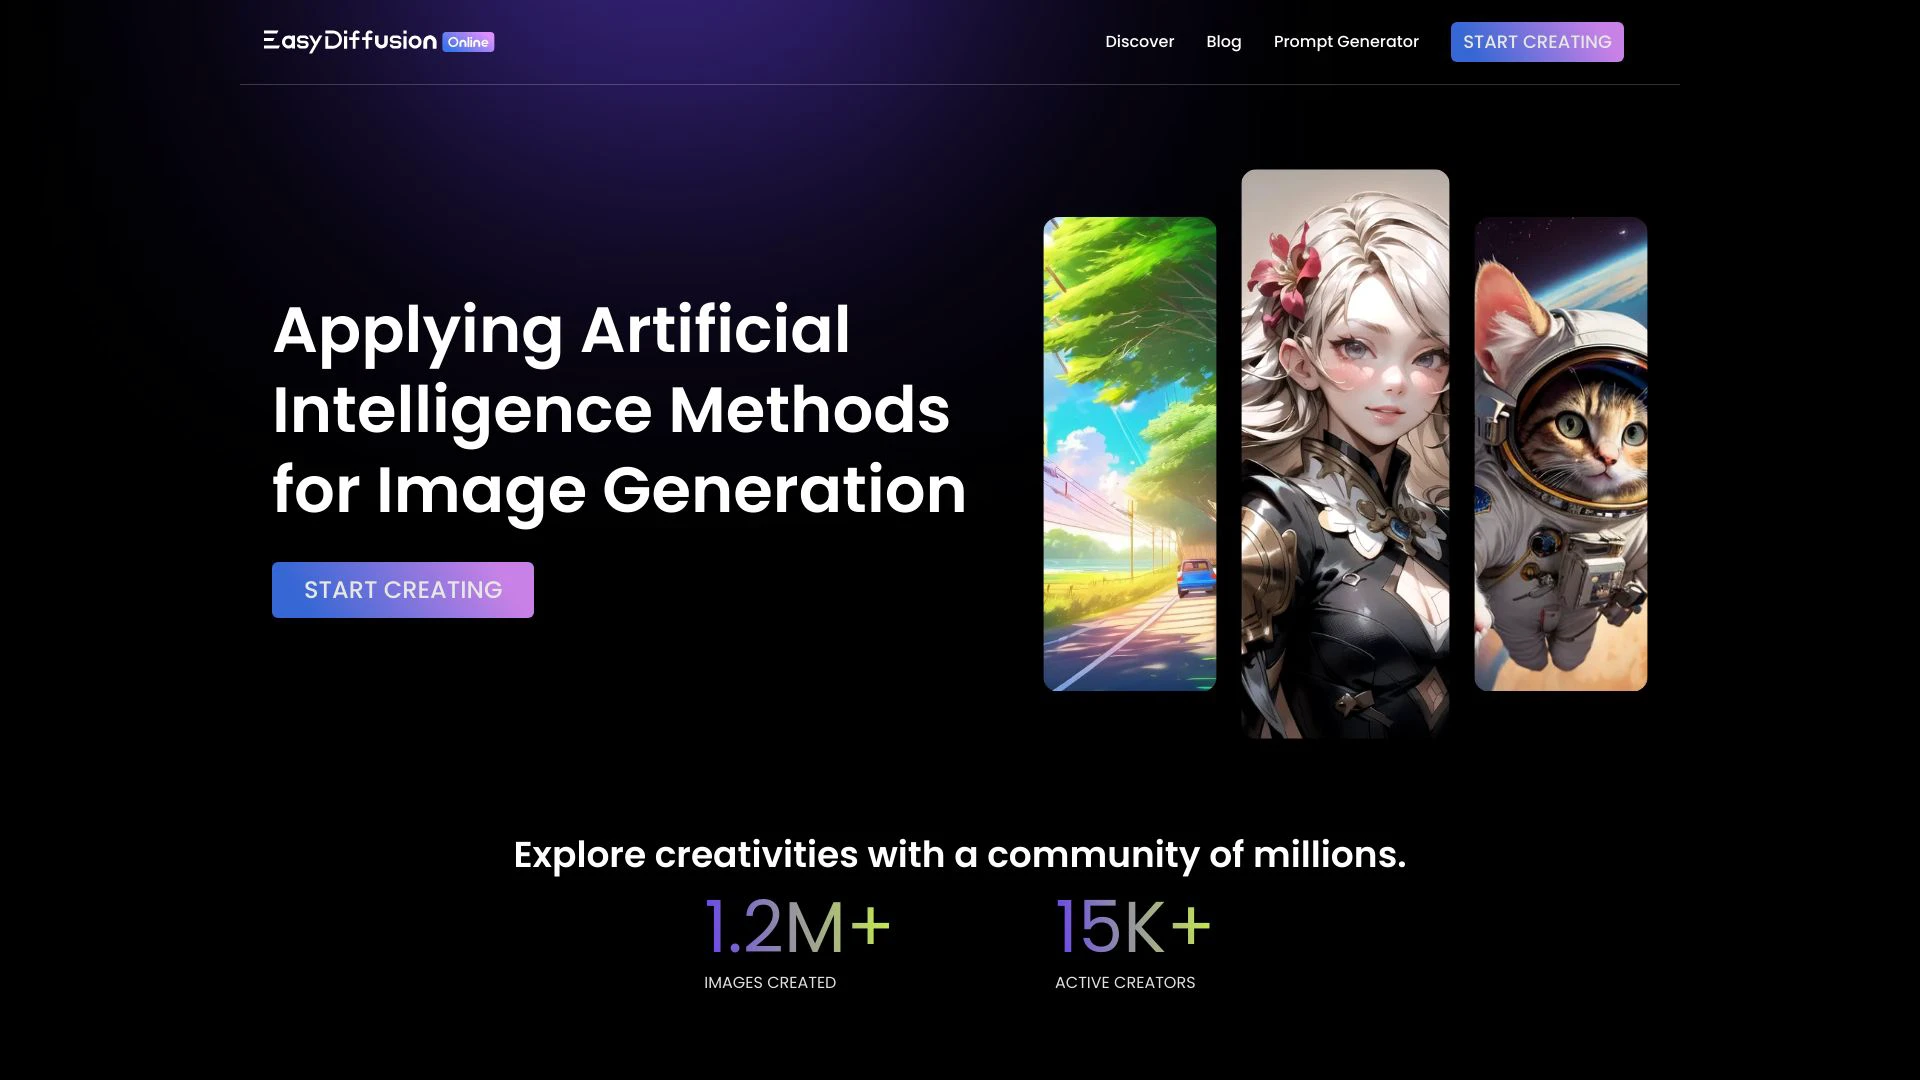 EasyDiffusion Online
Discover
Blog
Prompt Generator
START CREATING
Applying Artificial
Intelligence Methods
for Image Generation
START CREATING
Explore creativities with a community of millions.
1.2M+
IMAGES CREATED
15K+
ACTIVE CREATORS